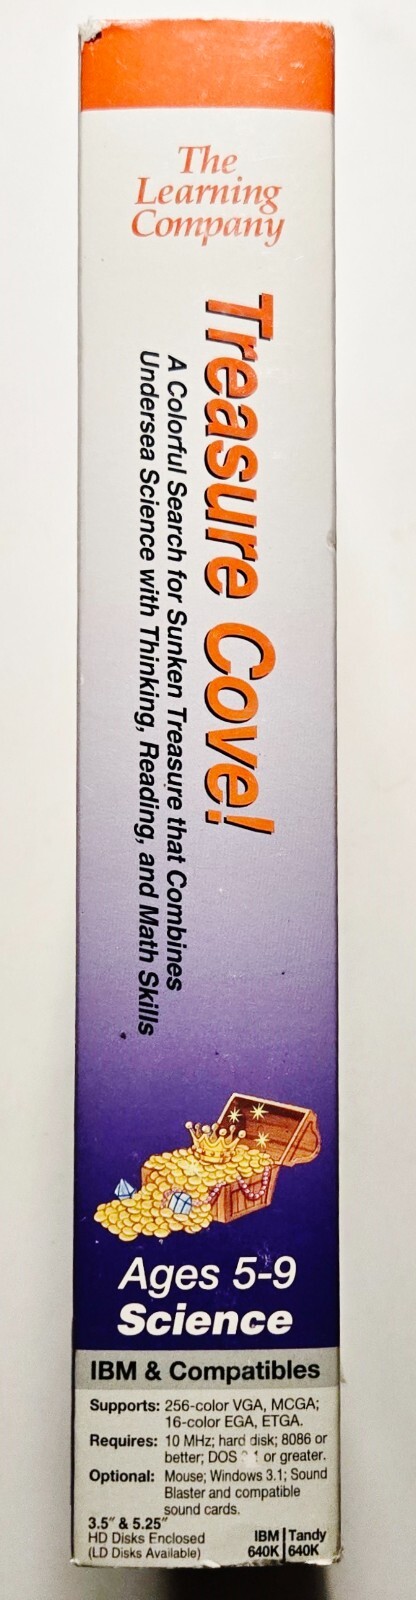 The
Learning
Company
Treasure Cove!
A Colorful Search for Sunken Treasure that Combines
Undersea Science with Thinking, Reading, and Math Skills
Ages 5-9
Science
IBM & Compatibles
Supports: 256-color VGA, MCGA;
16-color EGA, ETGA.
Requires: 10 MHz; hard disk; 8086 or
better; DOS or greater.
Optional: Mouse; Windows 3.1; Sound
Blaster and compatible
sound cards.
3.5" & 5.25"
HD Disks Enclosed
(LD Disks Available)
IBM | Tandy
640K | 640K